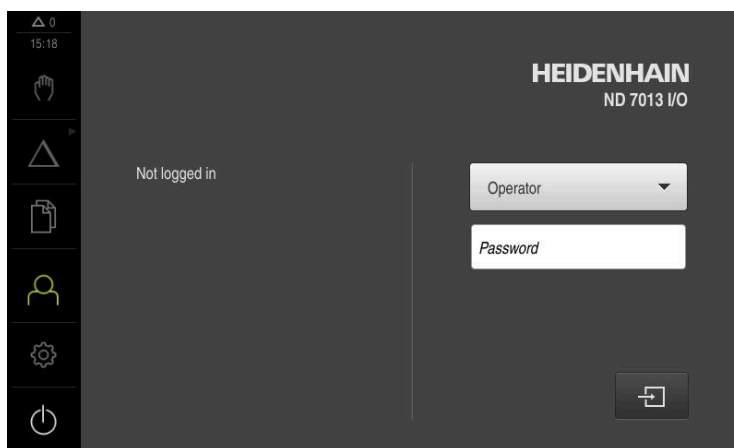 0
15:18
HEIDENHAIN
ND 7013 I/O
Not logged in
Operator
Password